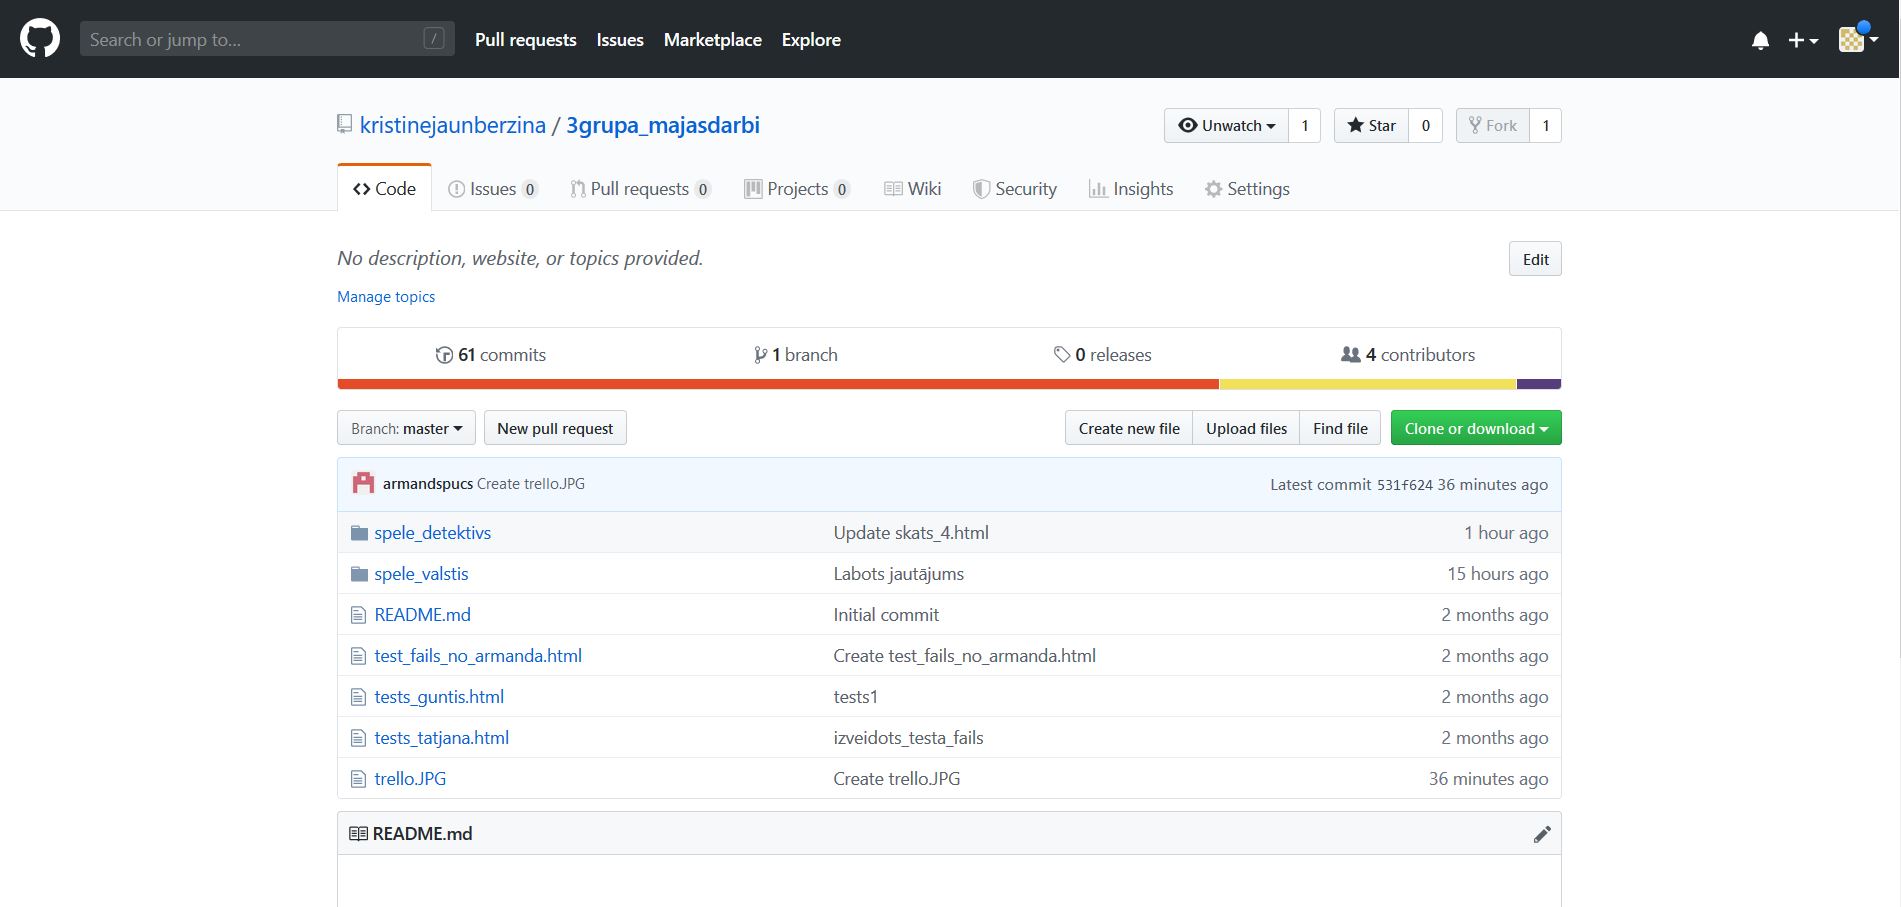 Search or jump to... /
Pull requests Issues Marketplace Explore
kristinejaunberzina / 3grupa_majasdarbi
Unwatch 1 Star 0 Fork 1
Code Issues 0 Pull requests 0 Projects 0 Wiki Security Insights Settings
No description, website, or topics provided.
Edit
Manage topics
61 commits 1 branch 0 releases 4 contributors
Branch: master New pull request Create new file Upload files Find file Clone or download
armandspucs Create trello.JPG Latest commit 531f624 36 minutes ago
spele_detektivs Update skats_4.html 1 hour ago
spele_valstis Labots jautājums 15 hours ago
README.md Initial commit 2 months ago
test_fails_no_armanda.html Create test_fails_no_armanda.html 2 months ago
tests_guntis.html tests1 2 months ago
tests_tatjana.html izveidots_testa_fails 2 months ago
trello.JPG Create trello.JPG 36 minutes ago
README.md